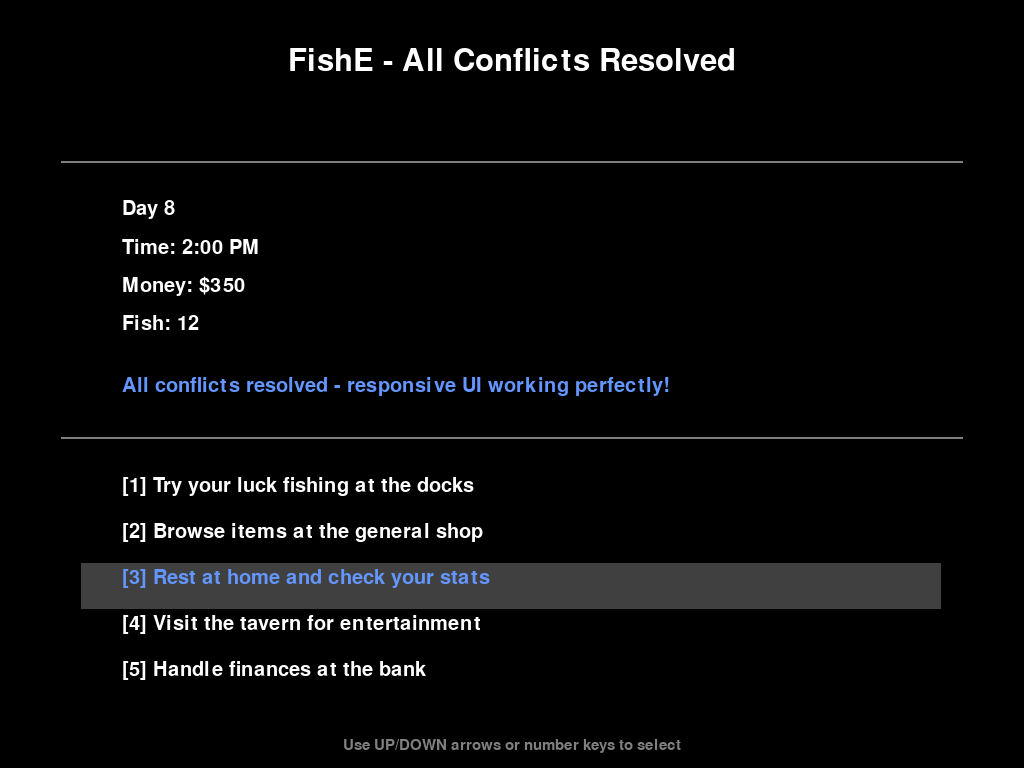 FishE - All Conflicts Resolved
Day 8
Time: 2:00 PM
Money: $350
Fish: 12
All conflicts resolved - responsive UI working perfectly!
[1] Try your luck fishing at the docks
[2] Browse items at the general shop
[3] Rest at home and check your stats
[4] Visit the tavern for entertainment
[5] Handle finances at the bank
Use UP/DOWN arrows or number keys to select